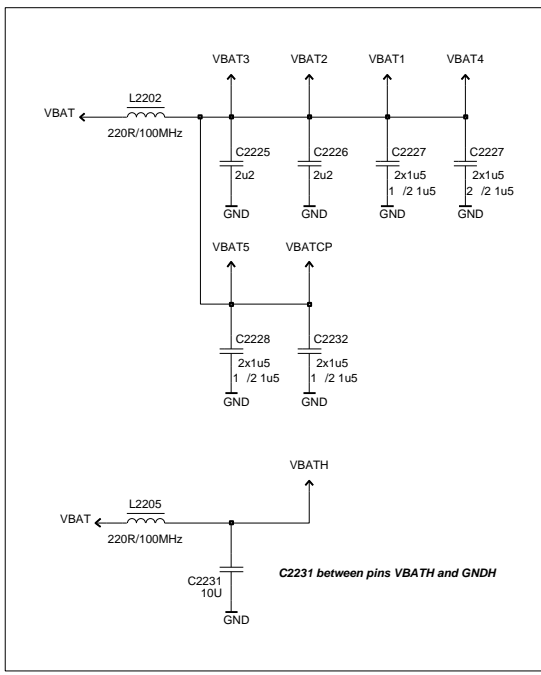 VBAT3 VBAT2 VBAT1 VBAT4
L2202
VBAT
220R/100MHz
C2225 C2226 C2227 C2227
2u2 2u2 2x1u5 2x1u5
1 /2 1u5 2 /2 1u5
GND GND GND GND
VBAT5 VBATCP
C2228 C2232
2x1u5 2x1u5
1 /2 1u5 1 /2 1u5
GND GND
VBATH
L2205
VBAT
220R/100MHz
C2231 between pins VBATH and GNDH
C2231
10U
GND